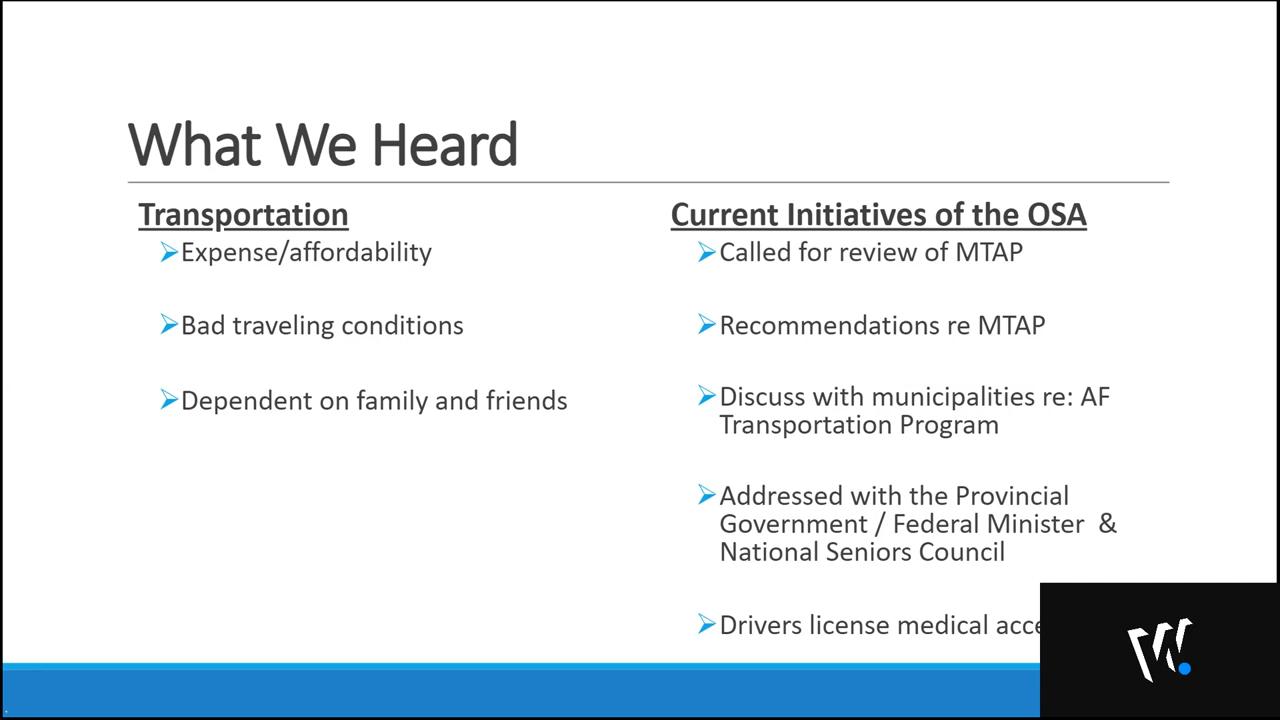 What We Heard
Transportation
Expense/affordability
Bad traveling conditions
Dependent on family and friends
Current Initiatives of the OSA
Called for review of MTAP
Recommendations re MTAP
Discuss with municipalities re: AF
Transportation Program
Addressed with the Provincial
Government / Federal Minister &
National Seniors Council
Drivers license medical
W.